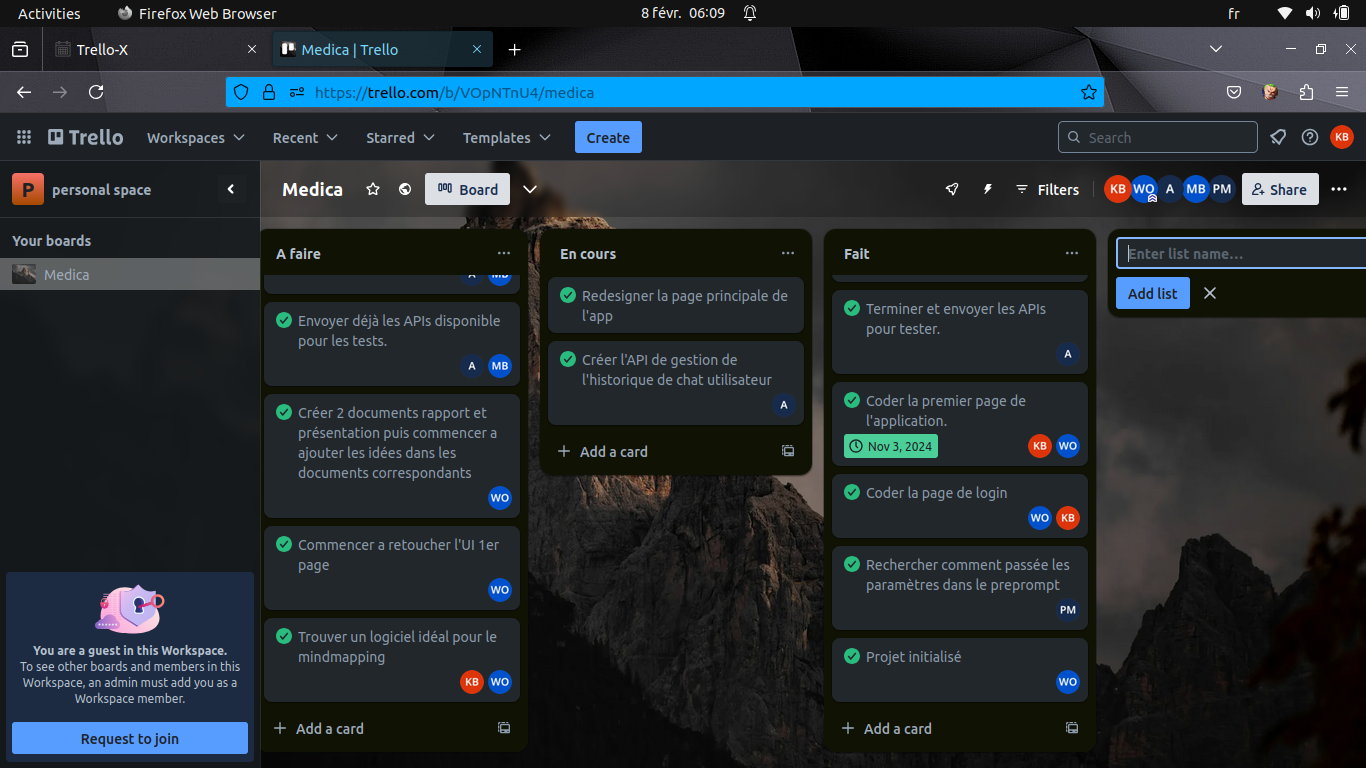 Activities
Firefox Web Browser
8 févr. 06:09
fr
Trello-X
Medica | Trello
https://trello.com/b/VOpNTnU4/medica
Trello
Workspaces
Recent
Starred
Templates
Create
Search
KB
P
personal space
Your boards
Medica
You are a guest in this Workspace.
To see other boards and members in this
Workspace, an admin must add you as a
Workspace member.
Request to join
Medica
Board
Filters
KB
WO
A
MB
PM
Share
A faire
A
MB
Envoyer déjà les APIs disponible
pour les tests.
A
MB
Créer 2 documents rapport et
présentation puis commencer a
ajouter les idées dans les
documents correspondants
WO
Commencer a retoucher l'UI 1er
page
WO
Trouver un logiciel idéal pour le
mindmapping
KB
WO
Add a card
En cours
Redesigner la page principale de
l'app
Créer l'API de gestion de
l'historique de chat utilisateur
A
Add a card
Fait
Terminer et envoyer les APIs
pour tester.
A
Coder la premier page de
l'application.
Nov 3, 2024
KB
WO
Coder la page de login
WO
KB
Rechercher comment passée les
paramètres dans le preprompt
PM
Projet initialisé
WO
Add a card
Enter list name…
Add list